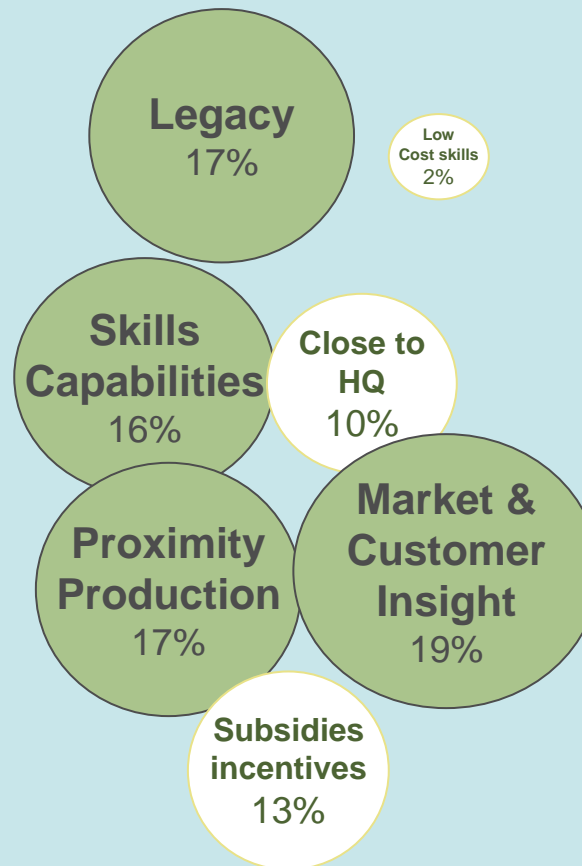 Legacy
17%
Low
Cost skills
2%
Skills
Capabilities
16%
Close to
HQ
10%
Proximity
Production
17%
Market &
Customer
Insight
19%
Subsidies
incentives
13%